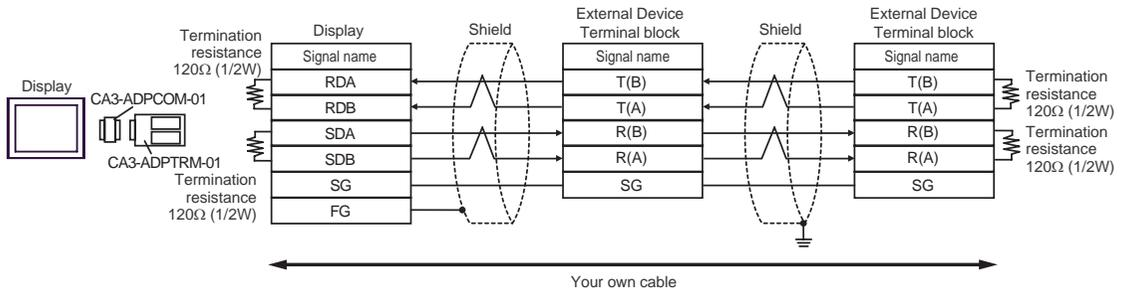 Display
CA3-ADPCOM-01
CA3-ADPTRM-01
Termination
resistance
120Ω (1/2W)
Termination
resistance
120Ω (1/2W)
Display
Signal name
RDA
RDB
SDA
SDB
SG
FG
Shield
External Device
Terminal block
Signal name
T(B)
T(A)
R(B)
R(A)
SG
Shield
External Device
Terminal block
Signal name
T(B)
T(A)
R(B)
R(A)
SG
Termination
resistance
120Ω (1/2W)
Termination
resistance
120Ω (1/2W)
Your own cable